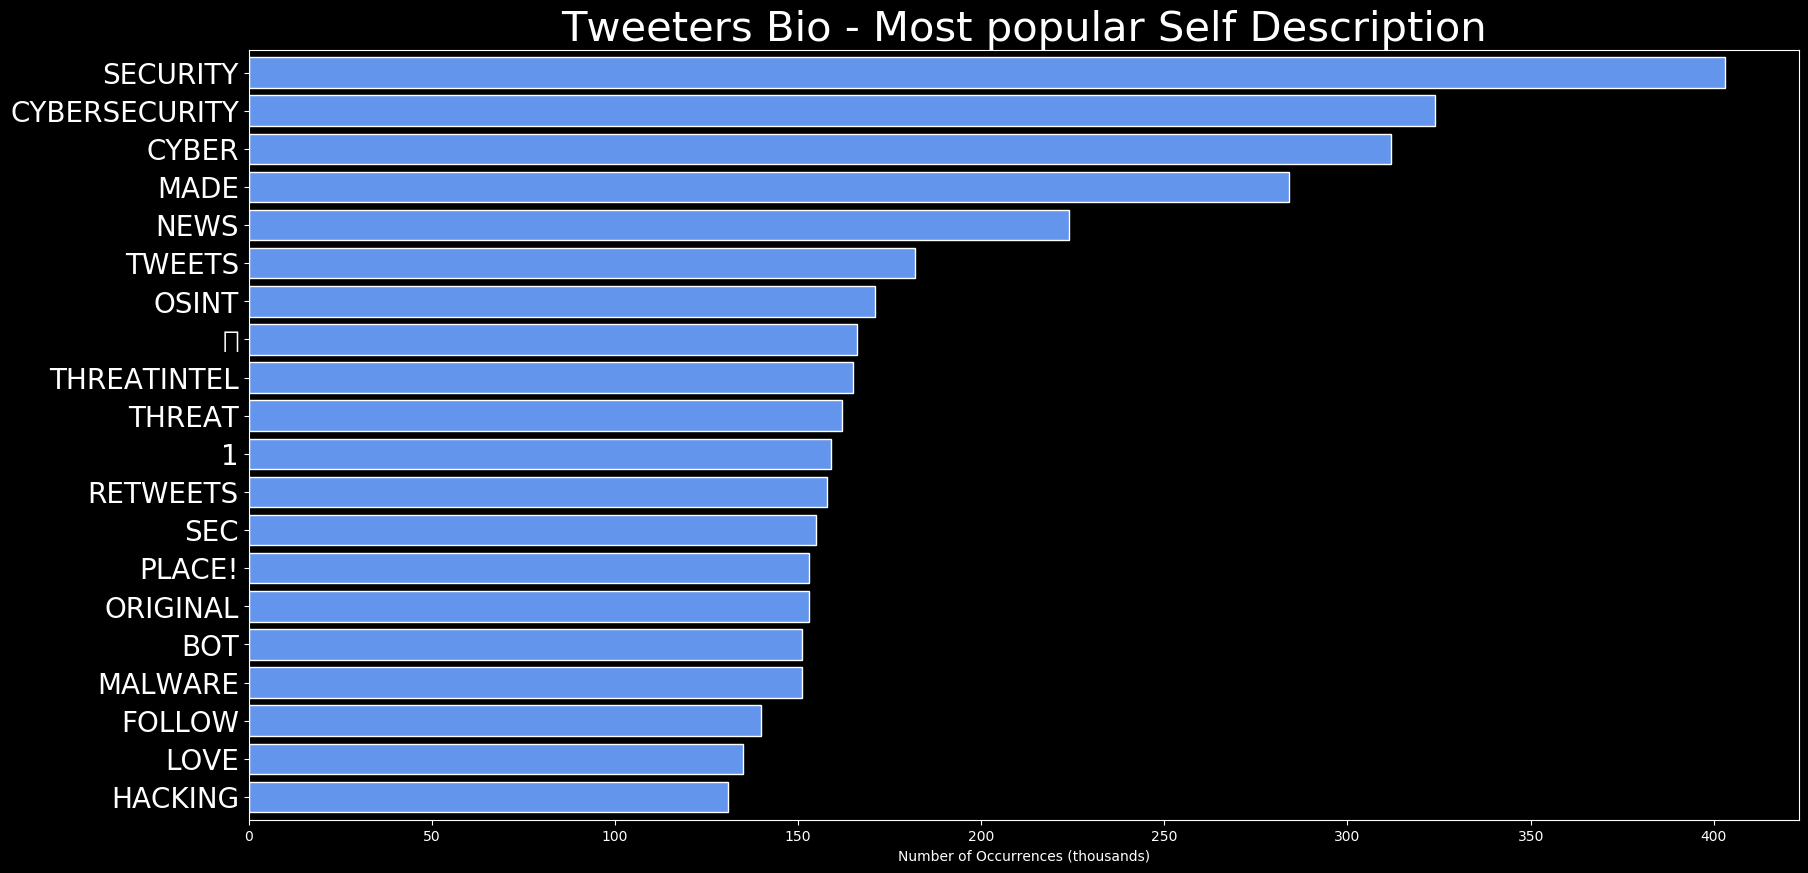 Tweeters Bio - Most popular Self Description
SECURITY
CYBERSECURITY
CYBER
MADE
NEWS
TWEETS
OSINT
THREATINTEL
THREAT
1
RETWEETS
SEC
PLACE!
ORIGINAL
BOT
MALWARE
FOLLOW
LOVE
HACKING
0 50 100 150 200 250 300 350 400
Number of Occurrences (thousands)